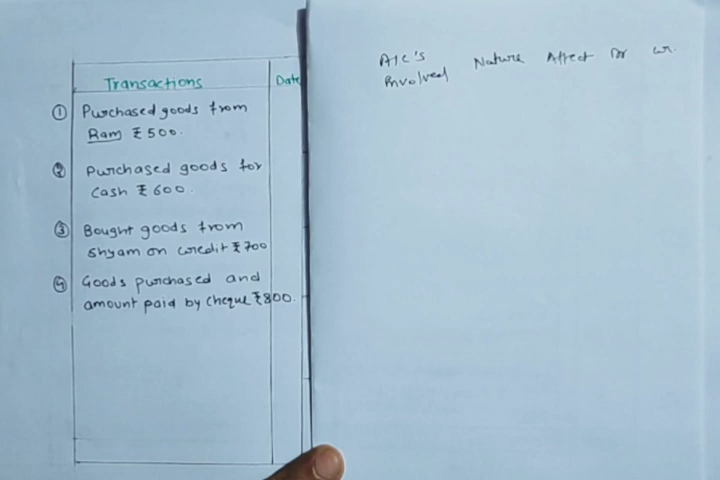 Transactions
Date
① Purchased goods from
Ram ₹500.
② Purchased goods for
cash ₹600.
③ Bought goods from
shyam on credit ₹700
④ Goods purchased and
amount paid by cheque ₹800.
A/c's Nature Affect Dr cr.
Involved